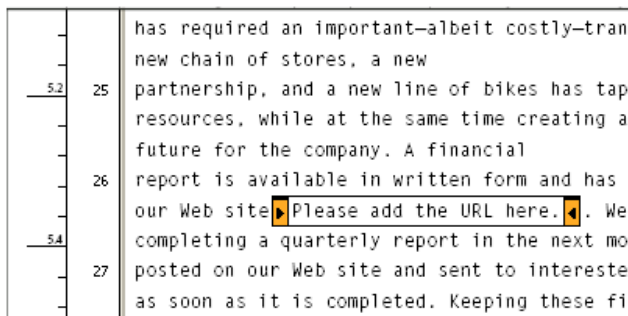 has required an important—albeit costly—tran
new chain of stores, a new
5.2 25 partnership, and a new line of bikes has tap
resources, while at the same time creating a
future for the company. A financial
26 report is available in written form and has
our Web site Please add the URL here. . We
5.4 completing a quarterly report in the next mo
27 posted on our Web site and sent to intereste
as soon as it is completed. Keeping these fi